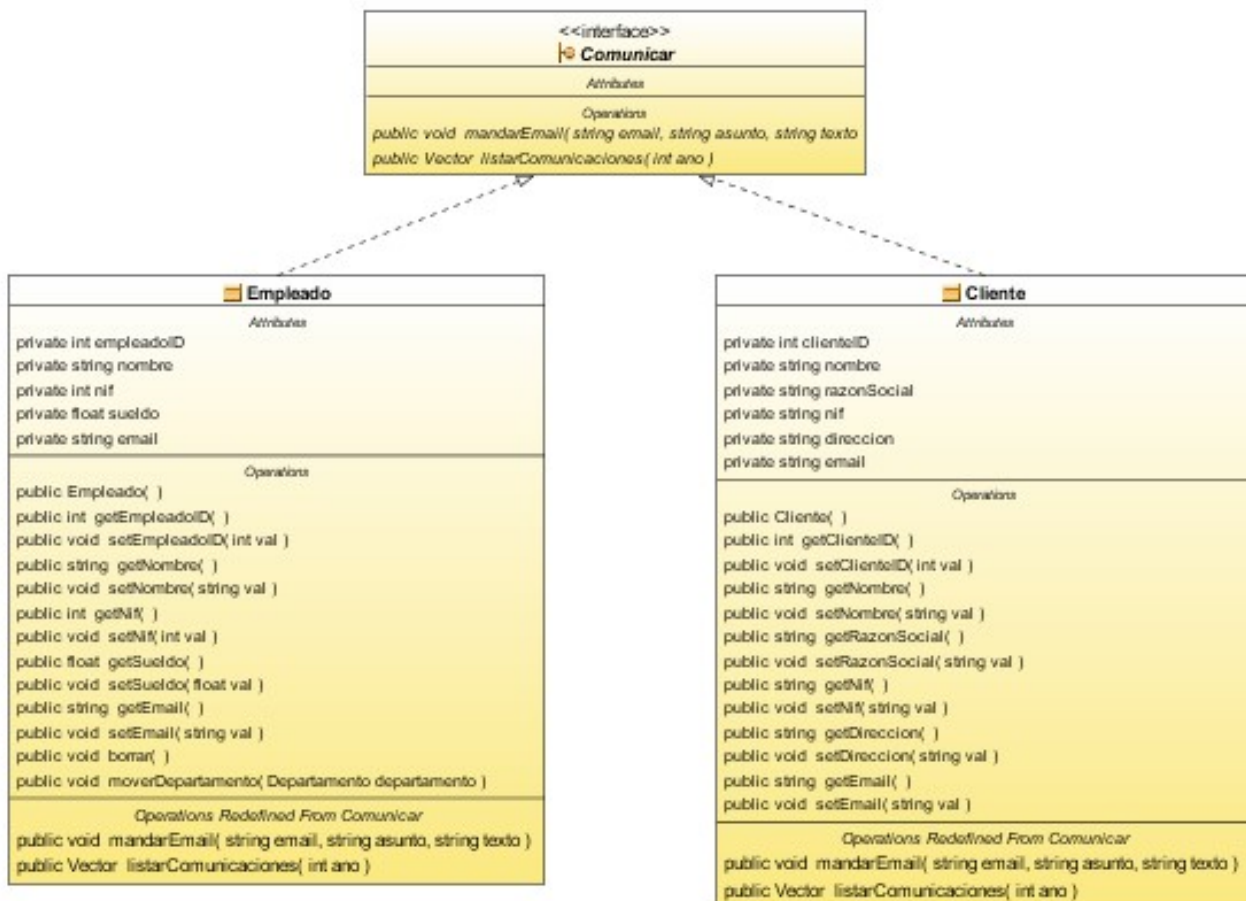 <<interface>>
Comunicar
Attributes
Operations
public void mandarEmail( string email, string asunto, string texto
public Vector listarComunicaciones( int ano )
Empleado
Attributes
private int empleadoID
private string nombre
private int nif
private float sueldo
private string email
Operations
public Empleado( )
public int getEmpleadoID( )
public void setEmpleadoID( int val )
public string getNombre( )
public void setNombre( string val )
public int getNif( )
public void setNif( int val )
public float getSueldo( )
public void setSueldo( float val )
public string getEmail( )
public void setEmail( string val )
public void borrar( )
public void moverDepartamento( Departamento departamento )
Operations Redefined From Comunicar
public void mandarEmail( string email, string asunto, string texto )
public Vector listarComunicaciones( int ano )
Cliente
Attributes
private int clienteID
private string nombre
private string razonSocial
private string nif
private string direccion
private string email
Operations
public Cliente( )
public int getClienteID( )
public void setClienteID( int val )
public string getNombre( )
public void setNombre( string val )
public string getRazonSocial( )
public void setRazonSocial( string val )
public string getNif( )
public void setNif( string val )
public string getDireccion( )
public void setDireccion( string val )
public string getEmail( )
public void setEmail( string val )
Operations Redefined From Comunicar
public void mandarEmail( string email, string asunto, string texto )
public Vector listarComunicaciones( int ano )